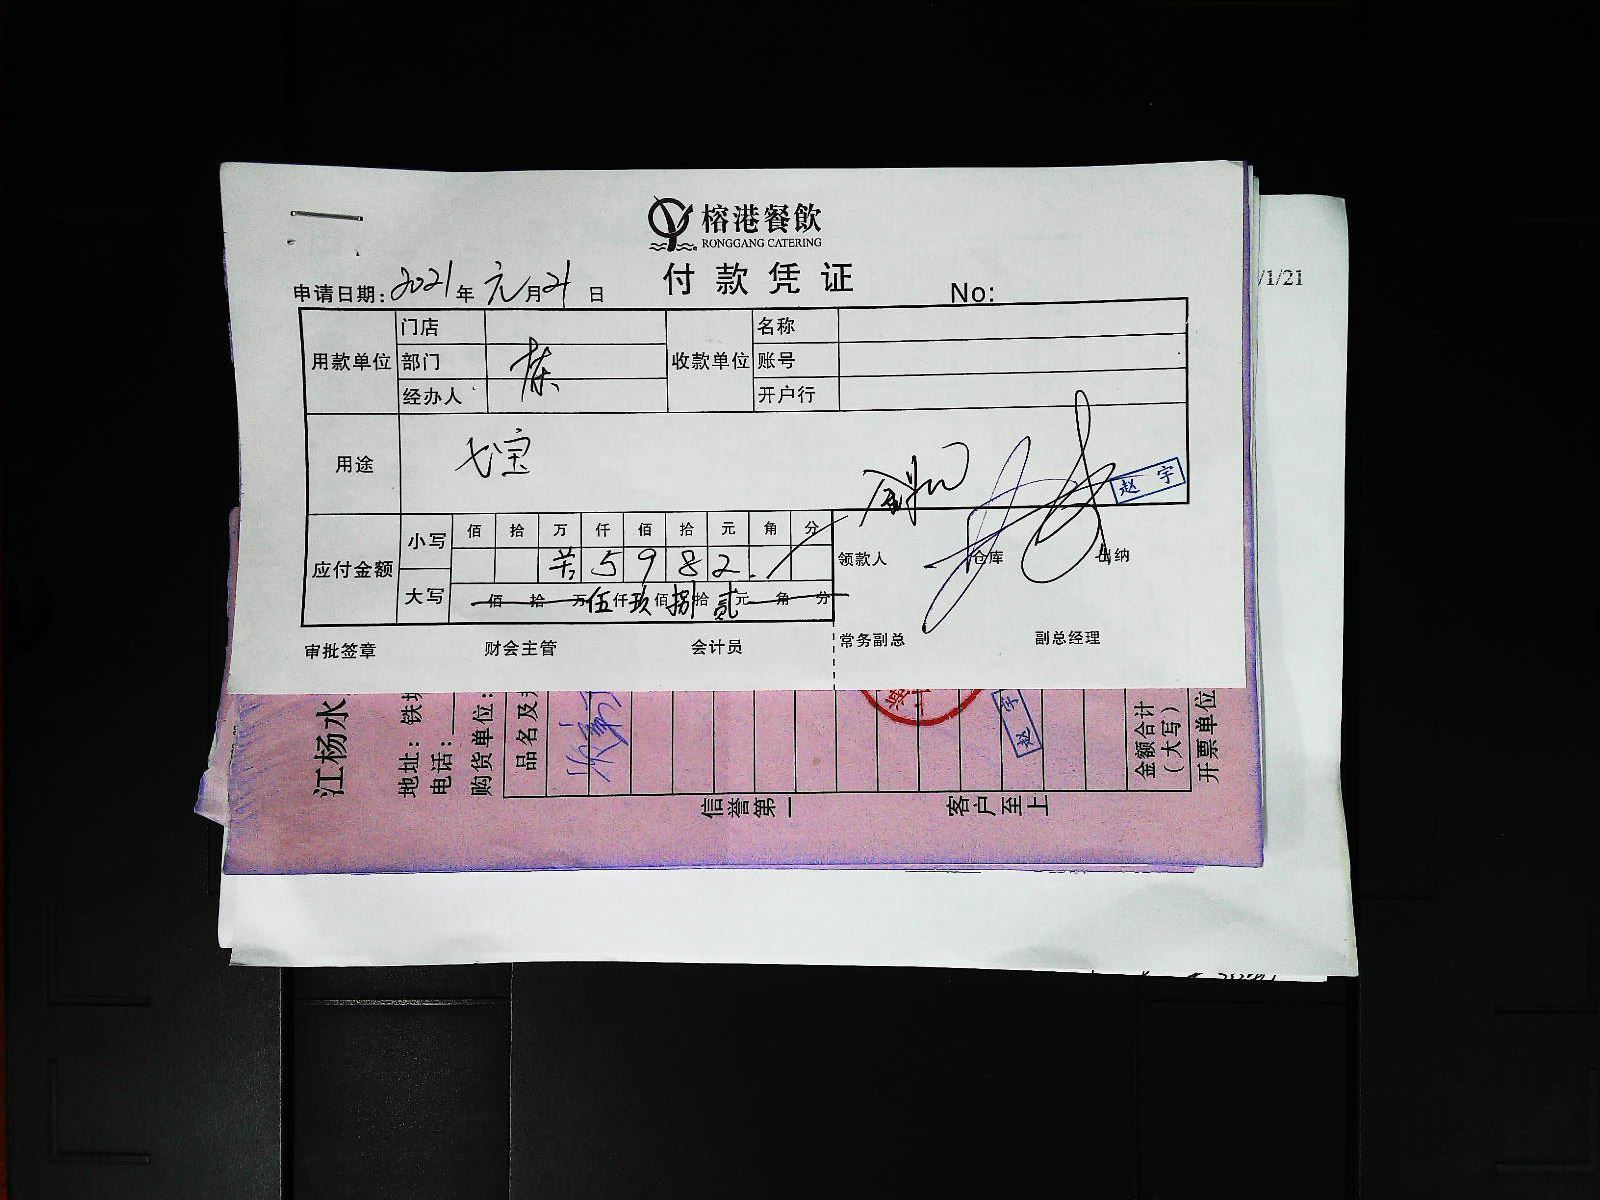 榕港餐飲
RONGGANG CATERING
付款凭证
申请日期: 2021年元月21日
No:
/1/21
用款单位 门店 收款单位 名称
部门 栋 账号
经办人 开户行
用途 七宝
赵宇
应付金额 小写 佰 拾 万 仟 佰 拾 元 角 分
5 9 8 2.
大写 佰 拾 万 伍仟玖佰捌拾贰元 角 分
领款人 仓库 出纳
常务副总 副总经理
审批签章 财会主管 会计员
江杨水
地址: 铁
电话:
购货单位:
品名及
赵宇
金额合计
(大写)
开票单位
信誉第一 客户至上